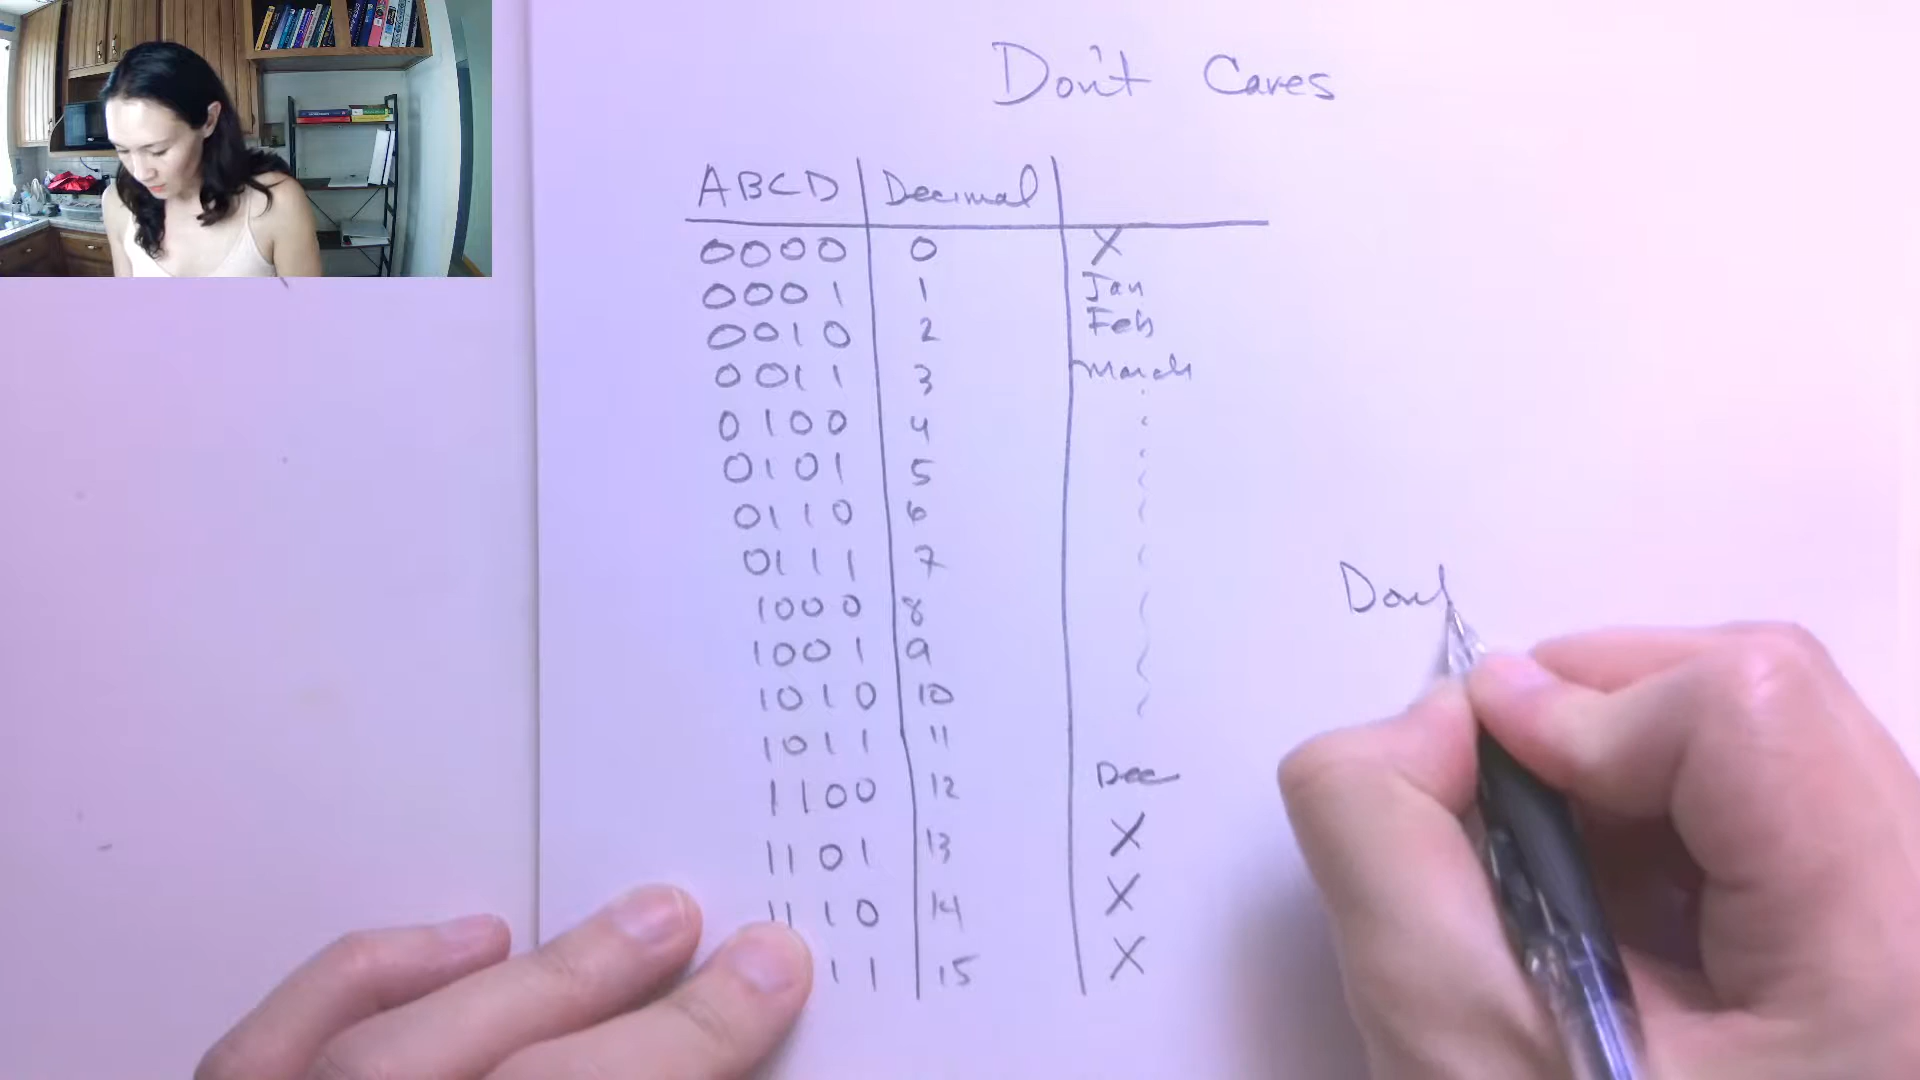 Don't Cares
ABCD Decimal
0000 0 X
0001 1 Jan
0010 2 Feb
0011 3 March
0100 4
0101 5
0110 6
0111 7
1000 8
1001 9
1010 10
1011 11
1100 12 Dec
1101 13 X
1110 14 X
11 15 X
Don'